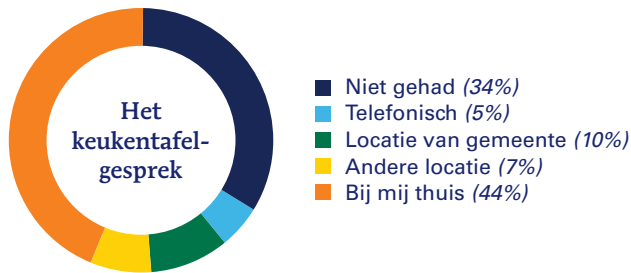 Het
keukentafel-
gesprek
Niet gehad (34%)
Telefonisch (5%)
Locatie van gemeente (10%)
Andere locatie (7%)
Bij mij thuis (44%)